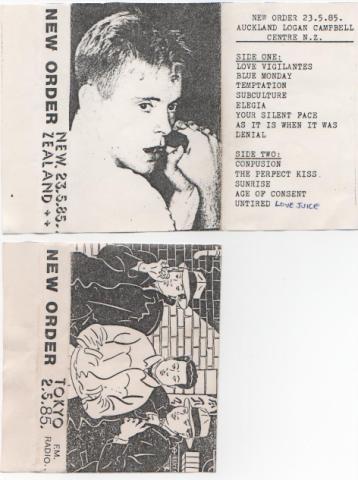 NEW ORDER NEW 23.5.85.
ZEALAND **
NEW ORDER 23.5.85.
AUCKLAND LOGAN CAMPBELL
CENTRE N.Z.
SIDE ONE:
LOVE VIGILANTES
BLUE MONDAY
TEMPTATION
SUBCULTURE
ELEGIA
YOUR SILENT FACE
AS IT IS WHEN IT WAS
DENIAL
SIDE TWO:
CONFUSION
THE PERFECT KISS
SUNRISE
AGE OF CONSENT
UNTIRED LOVE JUICE
NEW ORDER TOKYO F.M.
2.5.85. RADIO.